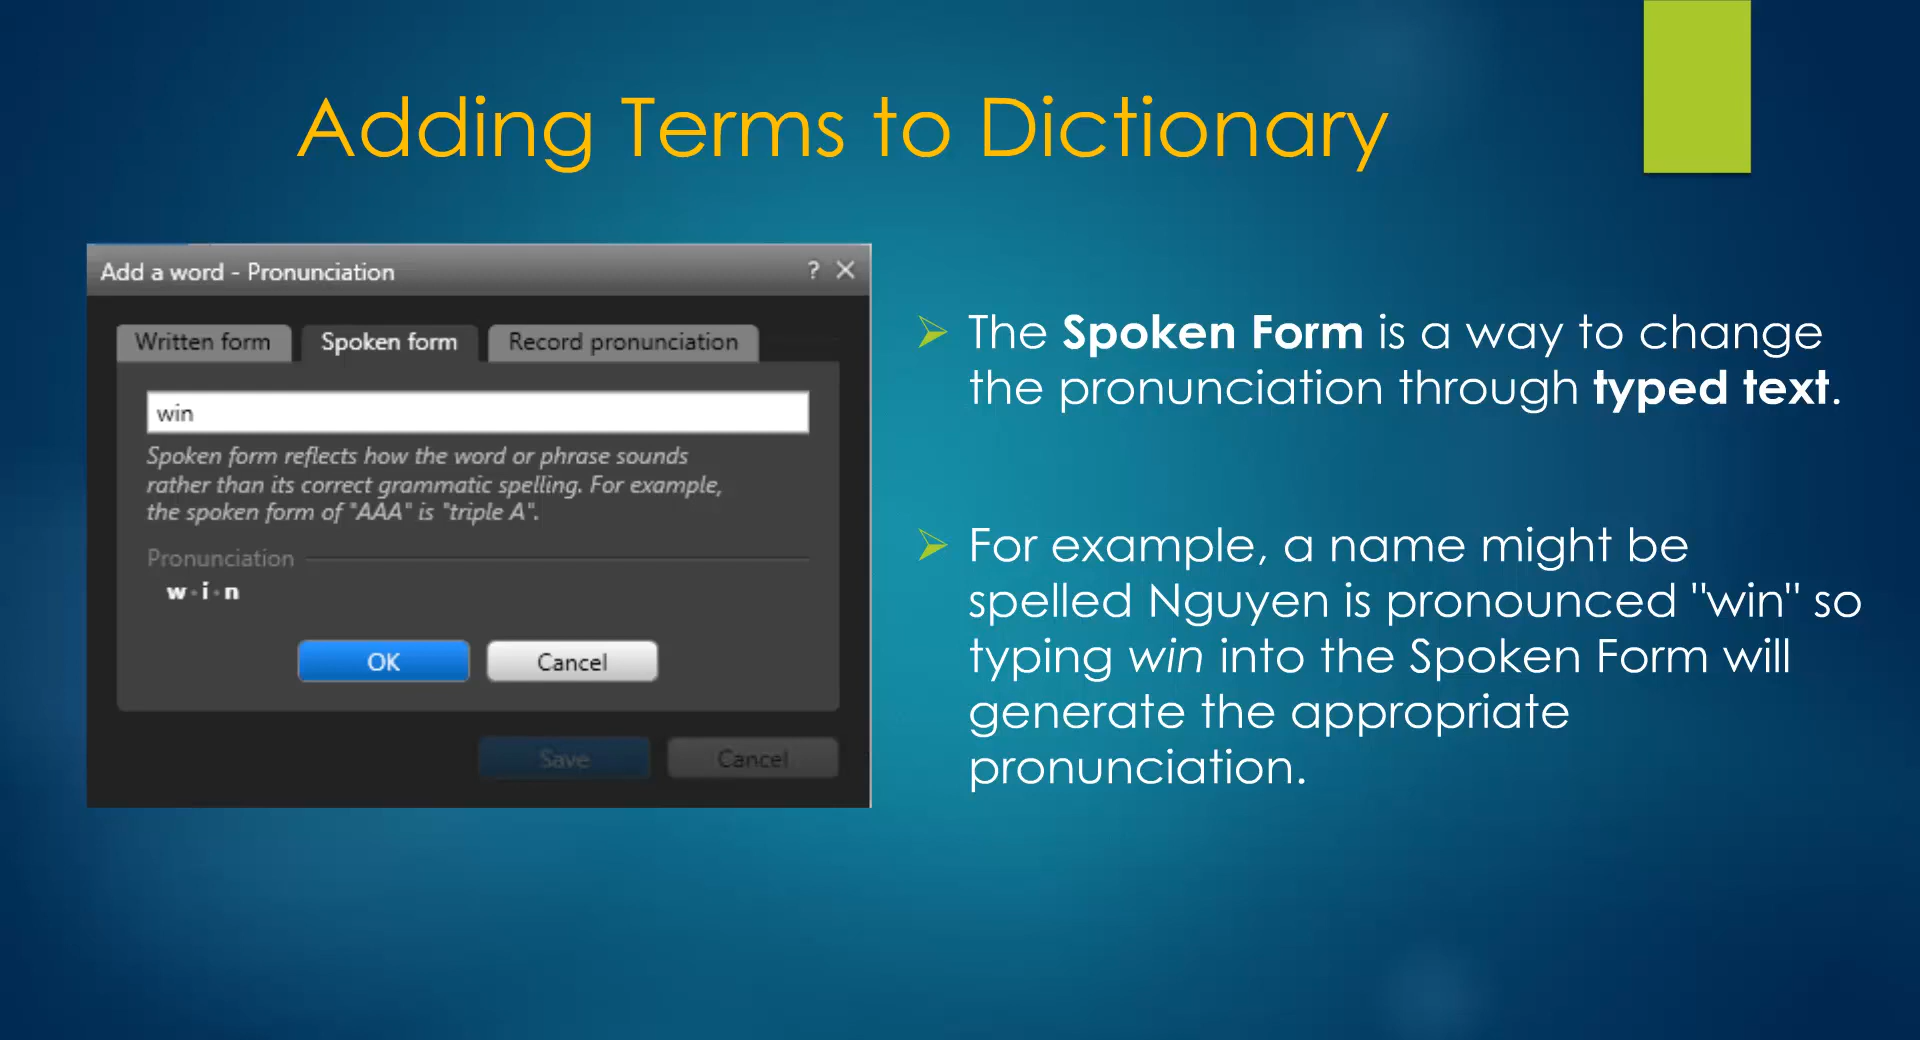 Adding Terms to Dictionary
Add a word - Pronunciation ? ×
Written form Spoken form Record pronunciation
win
Spoken form reflects how the word or phrase sounds
rather than its correct grammatic spelling. For example,
the spoken form of "AAA" is "triple A".
Pronunciation
w·i·n
OK Cancel
Save Cancel
The Spoken Form is a way to change
the pronunciation through typed text.
For example, a name might be
spelled Nguyen is pronounced "win" so
typing win into the Spoken Form will
generate the appropriate
pronunciation.